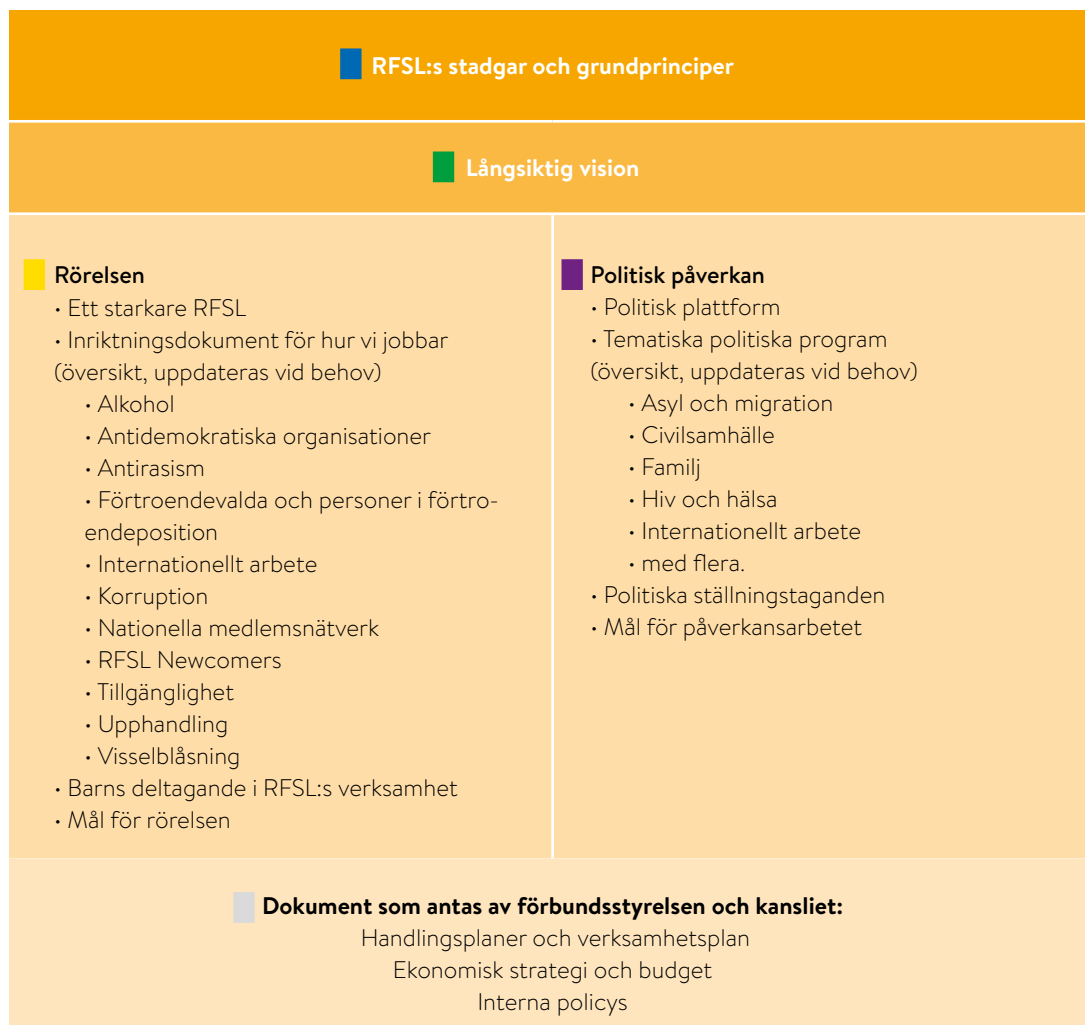 RFSL:s stadgar och grundprinciper
Långsiktig vision
Rörelsen
• Ett starkare RFSL
• Inriktningsdokument för hur vi jobbar
(översikt, uppdateras vid behov)
• Alkohol
• Antidemokratiska organisationer
• Antirasism
• Förtroendevalda och personer i förtro-
endeposition
• Internationellt arbete
• Korruption
• Nationella medlemsnätverk
• RFSL Newcomers
• Tillgänglighet
• Upphandling
• Visselblåsning
• Barns deltagande i RFSL:s verksamhet
• Mål för rörelsen
Politisk påverkan
• Politisk plattform
• Tematiska politiska program
(översikt, uppdateras vid behov)
• Asyl och migration
• Civilsamhälle
• Familj
• Hiv och hälsa
• Internationellt arbete
• med flera.
• Politiska ställningstaganden
• Mål för påverkansarbetet
Dokument som antas av förbundsstyrelsen och kansliet:
Handlingsplaner och verksamhetsplan
Ekonomisk strategi och budget
Interna policys